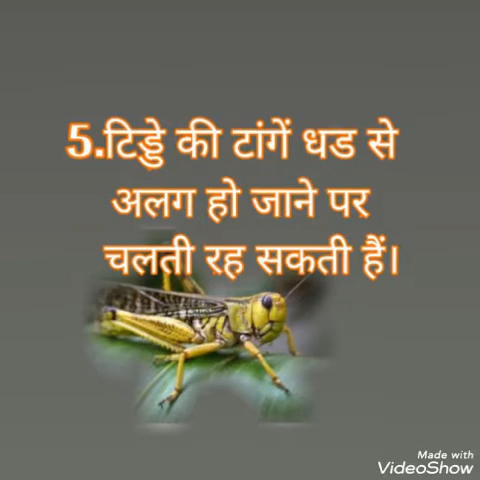 5.टिड्डे की टांगें धड से
अलग हो जाने पर
चलती रह सकती हैं।
Made with
VideoShow